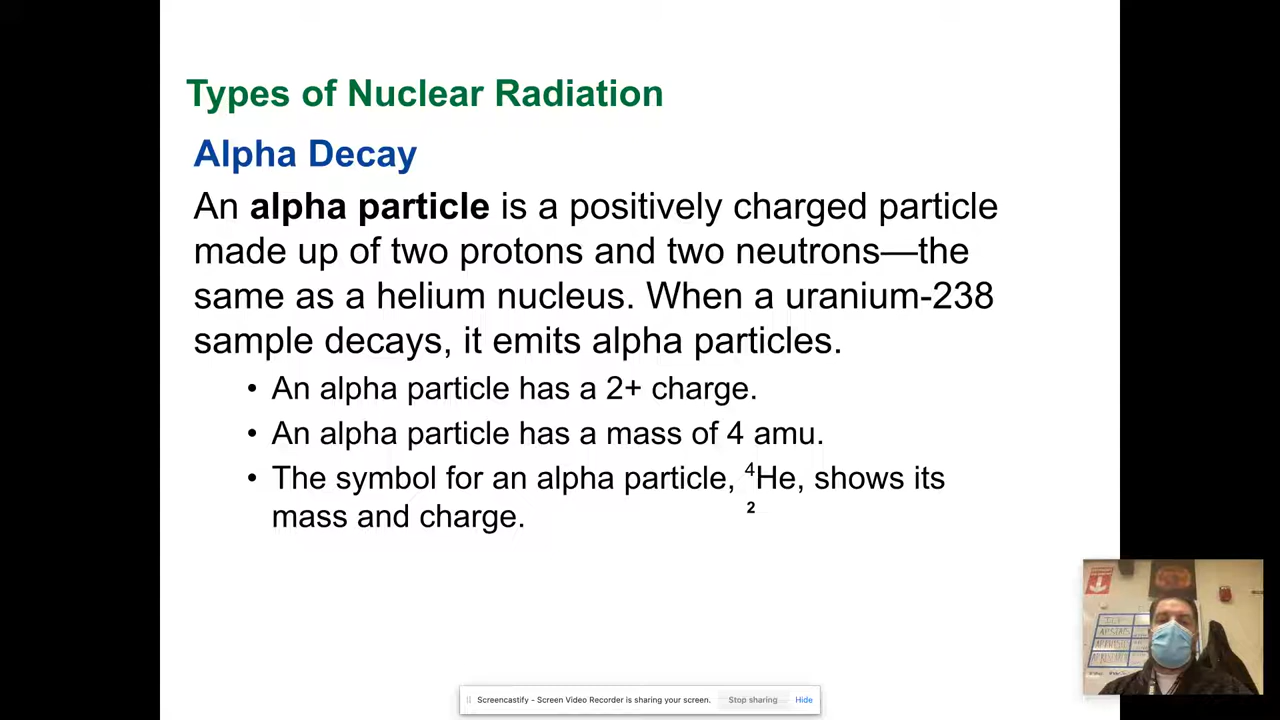 Types of Nuclear Radiation
Alpha Decay
An alpha particle is a positively charged particle
made up of two protons and two neutrons—the
same as a helium nucleus. When a uranium-238
sample decays, it emits alpha particles.
• An alpha particle has a 2+ charge.
• An alpha particle has a mass of 4 amu.
• The symbol for an alpha particle, ⁴₂He, shows its
mass and charge.
Screencastify - Screen Video Recorder is sharing your screen. Stop sharing Hide